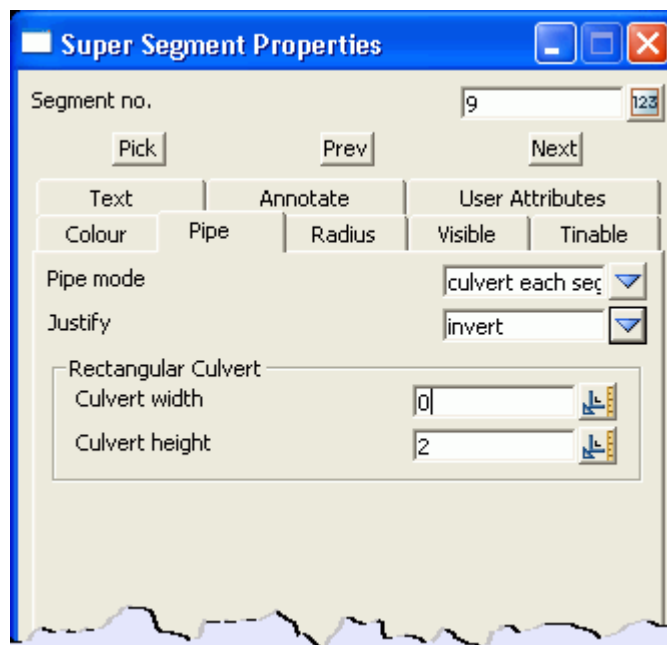 Super Segment Properties
Segment no. 9 123
Pick Prev Next
Text Annotate User Attributes
Colour Pipe Radius Visible Tinable
Pipe mode culvert each seg
Justify invert
Rectangular Culvert
Culvert width 0
Culvert height 2